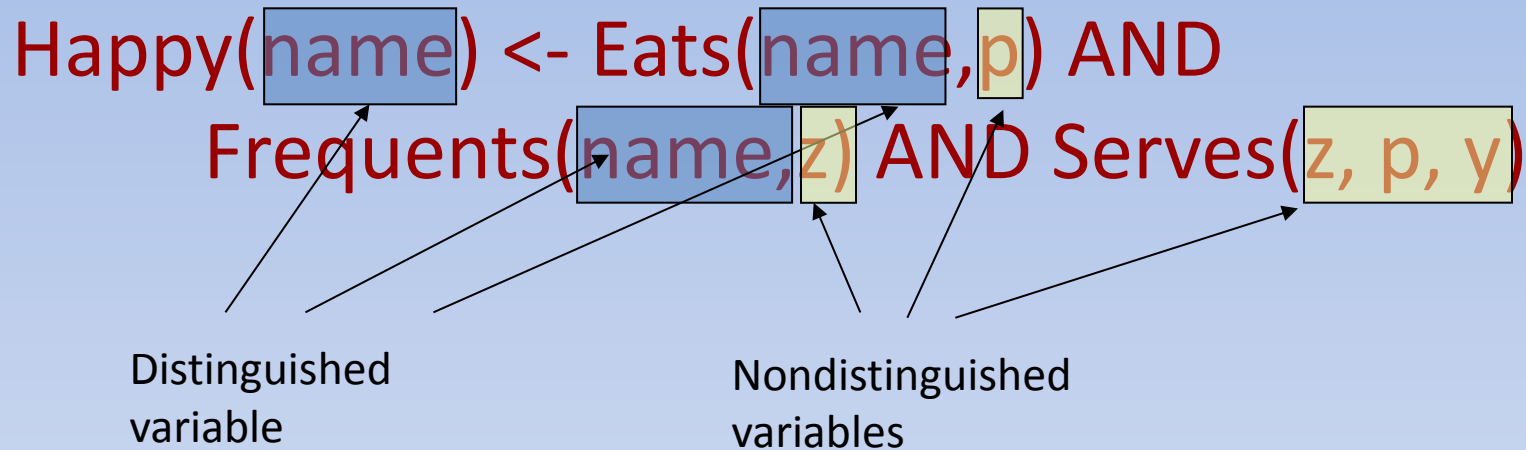 Happy(name) <- Eats(name,p) AND
Frequents(name,z) AND Serves(z, p, y)
Distinguished
variable
Nondistinguished
variables